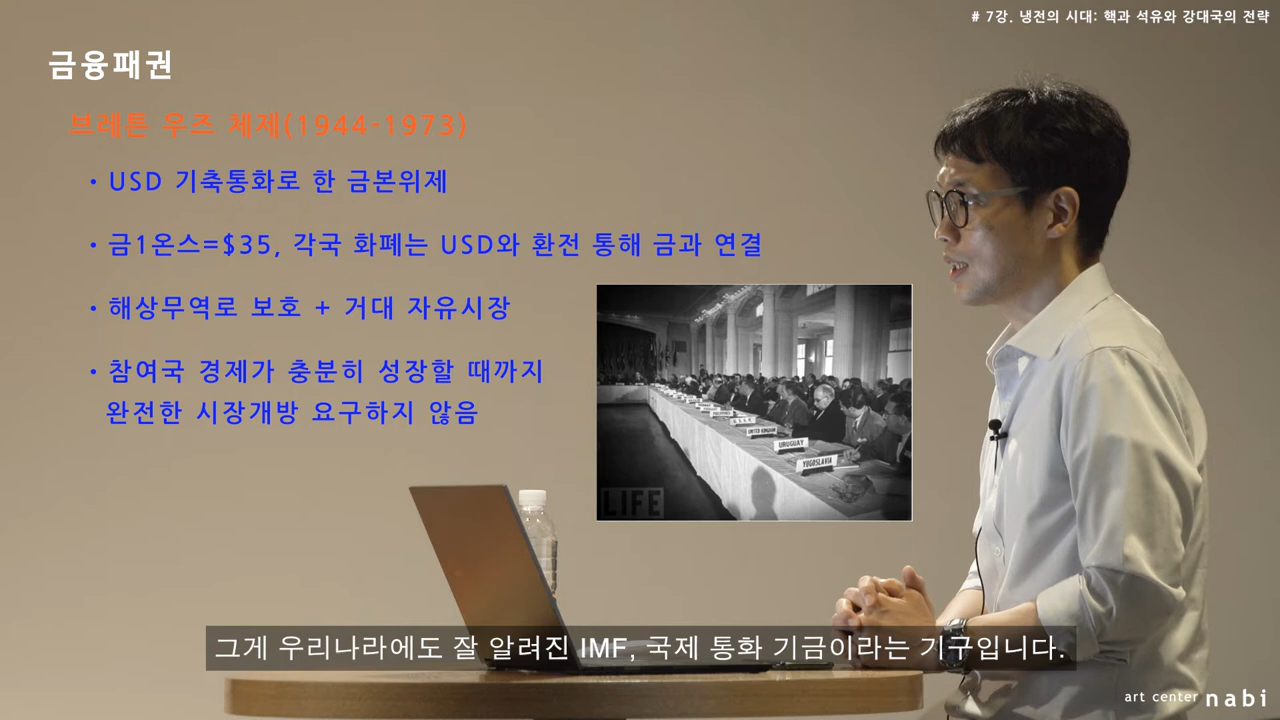 # 7강. 냉전의 시대: 핵과 석유와 강대국의 전략
금융패권
브레튼 우즈 체제(1944-1973)
• USD 기축통화로 한 금본위제
• 금1온스=$35, 각국 화폐는 USD와 환전 통해 금과 연결
• 해상무역로 보호 + 거대 자유시장
• 참여국 경제가 충분히 성장할 때까지
완전한 시장개방 요구하지 않음
UNITED KINGDOM
URUGUAY
YUGOSLAVIA
LIFE
그게 우리나라에도 잘 알려진 IMF, 국제 통화 기금이라는 기구입니다.
art center nabi